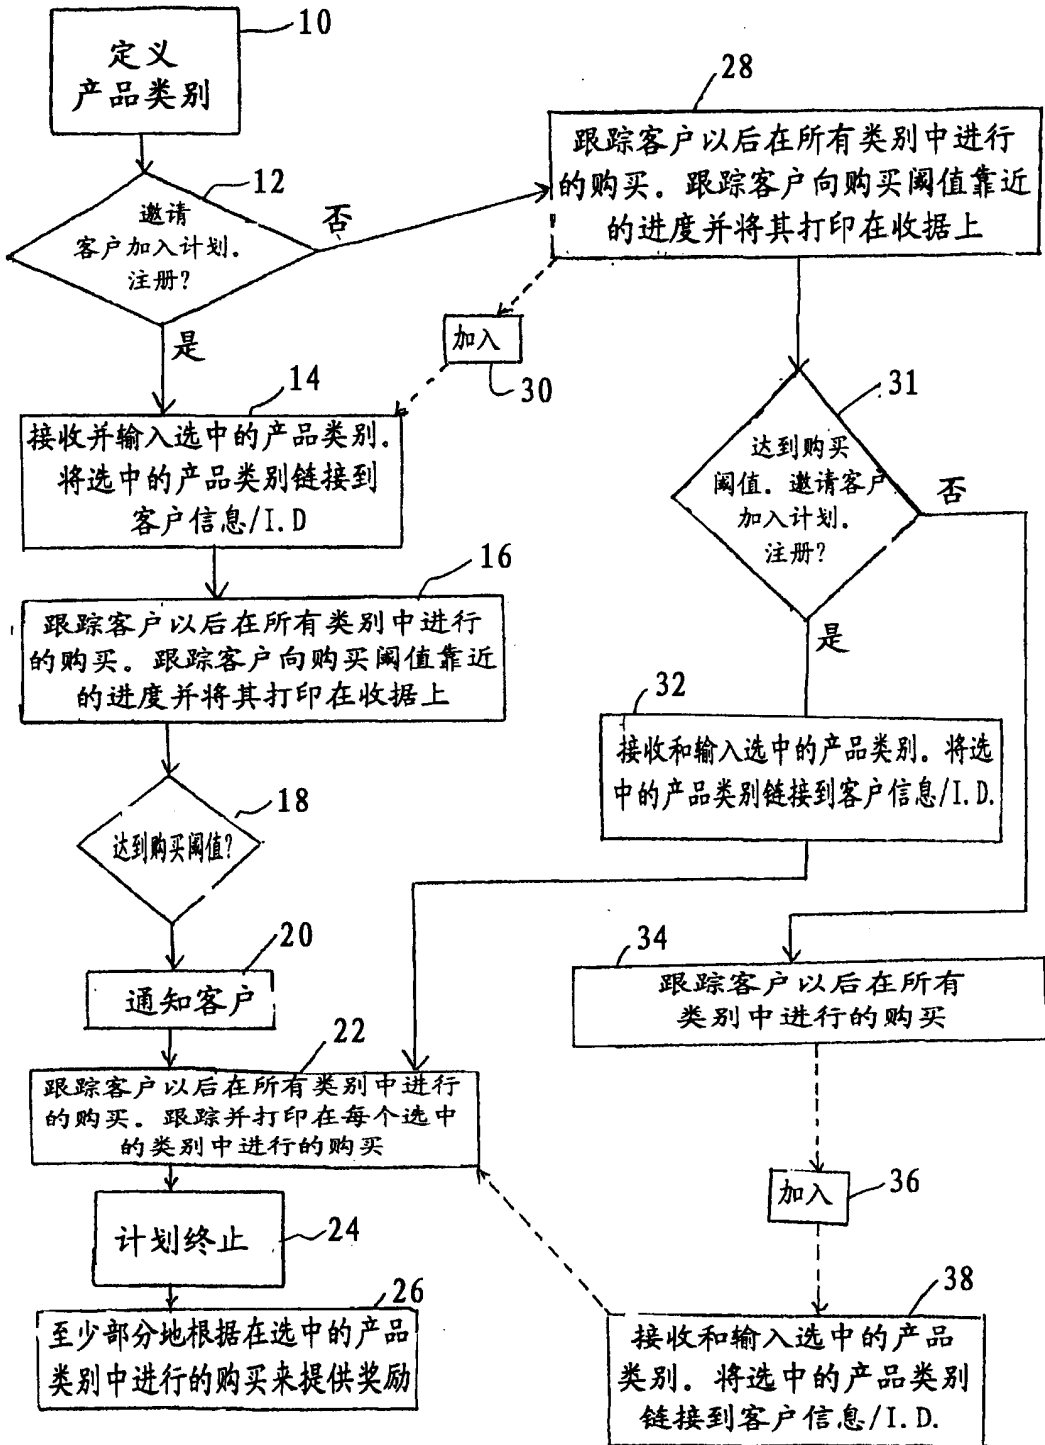 10
定义
产品类别
12
邀请
客户加入计划.
注册?
否
是
28
跟踪客户以后在所有类别中进行
的购买。跟踪客户向购买阈值靠近
的进度并将其打印在收据上
加入
30
14
接收并输入选中的产品类别.
将选中的产品类别链接到
客户信息/I.D
16
跟踪客户以后在所有类别中进行
的购买。跟踪客户向购买阈值靠近
的进度并将其打印在收据上
18
达到购买阈值?
20
通知客户
22
跟踪客户以后在所有类别中进行
的购买。跟踪并打印在每个选中
的类别中进行的购买
计划终止
24
26
至少部分地根据在选中的产品
类别中进行的购买来提供奖励
31
达到购买
阈值. 邀请客户
加入计划.
注册?
否
是
32
接收和输入选中的产品类别。将选
中的产品类别链接到客户信息/I.D.
34
跟踪客户以后在所有
类别中进行的购买
加入
36
38
接收和输入选中的产品
类别。将选中的产品类别
链接到客户信息/I.D.